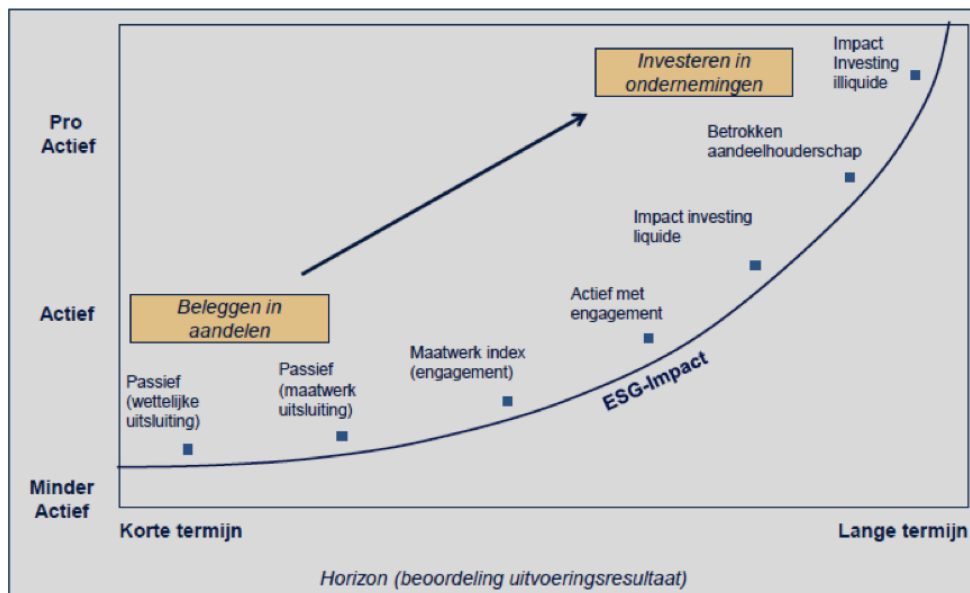 Impact
Investing
illiquide
Investeren in
ondernemingen
Pro
Actief
Betrokken
aandeelhouderschap
Impact investing
liquide
Actief
Beleggen in
aandelen
Actief met
engagement
Maatwerk index
(engagement)
Passief
(maatwerk
uitsluiting)
Passief
(wettelijke
uitsluiting)
ESG-Impact
Minder
Actief
Korte termijn
Lange termijn
Horizon (beoordeling uitvoeringsresultaat)